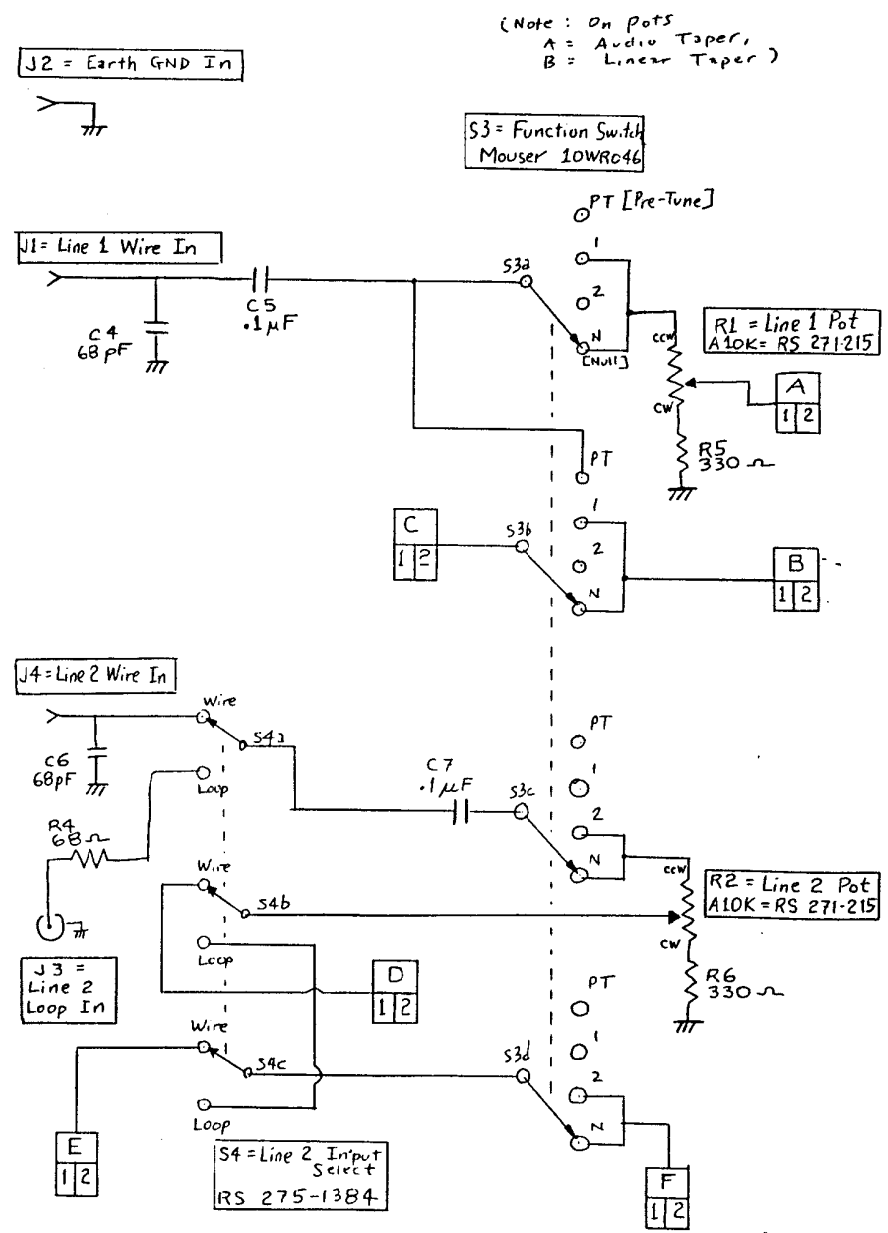 (Note : On pots
A = Audio Taper,
B = Linear Taper)
J2 = Earth GND In
S3 = Function Switch
Mouser 10WR046
PT [Pre-Tune]
J1 = Line 1 Wire In
S3a
1
2
N
[Null]
C5
.1µF
C4
68pF
R1 = Line 1 Pot
A10K = RS 271-215
CCW
CW
A
1 2
R5
330 Ω
PT
C
1 2
S3b
1
2
N
B
1 2
J4 = Line 2 Wire In
Wire
S4a
C6
68pF
Loop
PT
C7
.1µF
S3c
1
2
N
R4
68Ω
Wire
S4b
CCW
R2 = Line 2 Pot
A10K = RS 271-215
CW
Loop
J3 =
Line 2
Loop In
D
1 2
R6
330 Ω
PT
Wire
S4c
S3d
1
2
N
Loop
E
1 2
S4 = Line 2 Input
Select
RS 275-1384
F
1 2